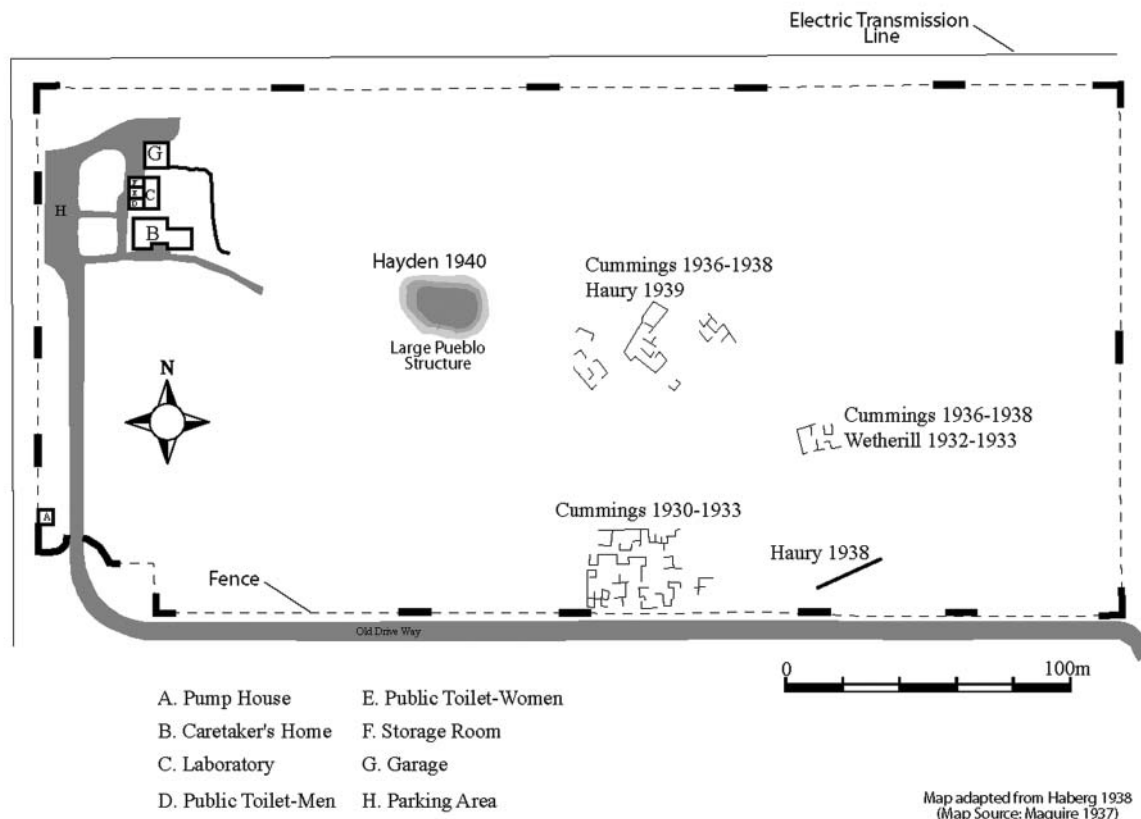 Electric Transmission
Line
G
C
H
B
Hayden 1940
Cummings 1936-1938
Haury 1939
Large Pueblo
Structure
N
Cummings 1936-1938
Wetherill 1932-1933
A
Cummings 1930-1933
Haury 1938
Fence
Old Drive Way
0
100m
A. Pump House
E. Public Toilet-Women
B. Caretaker's Home
F. Storage Room
C. Laboratory
G. Garage
D. Public Toilet-Men
H. Parking Area
Map adapted from Haberg 1938
(Map Source: Maguire 1937)